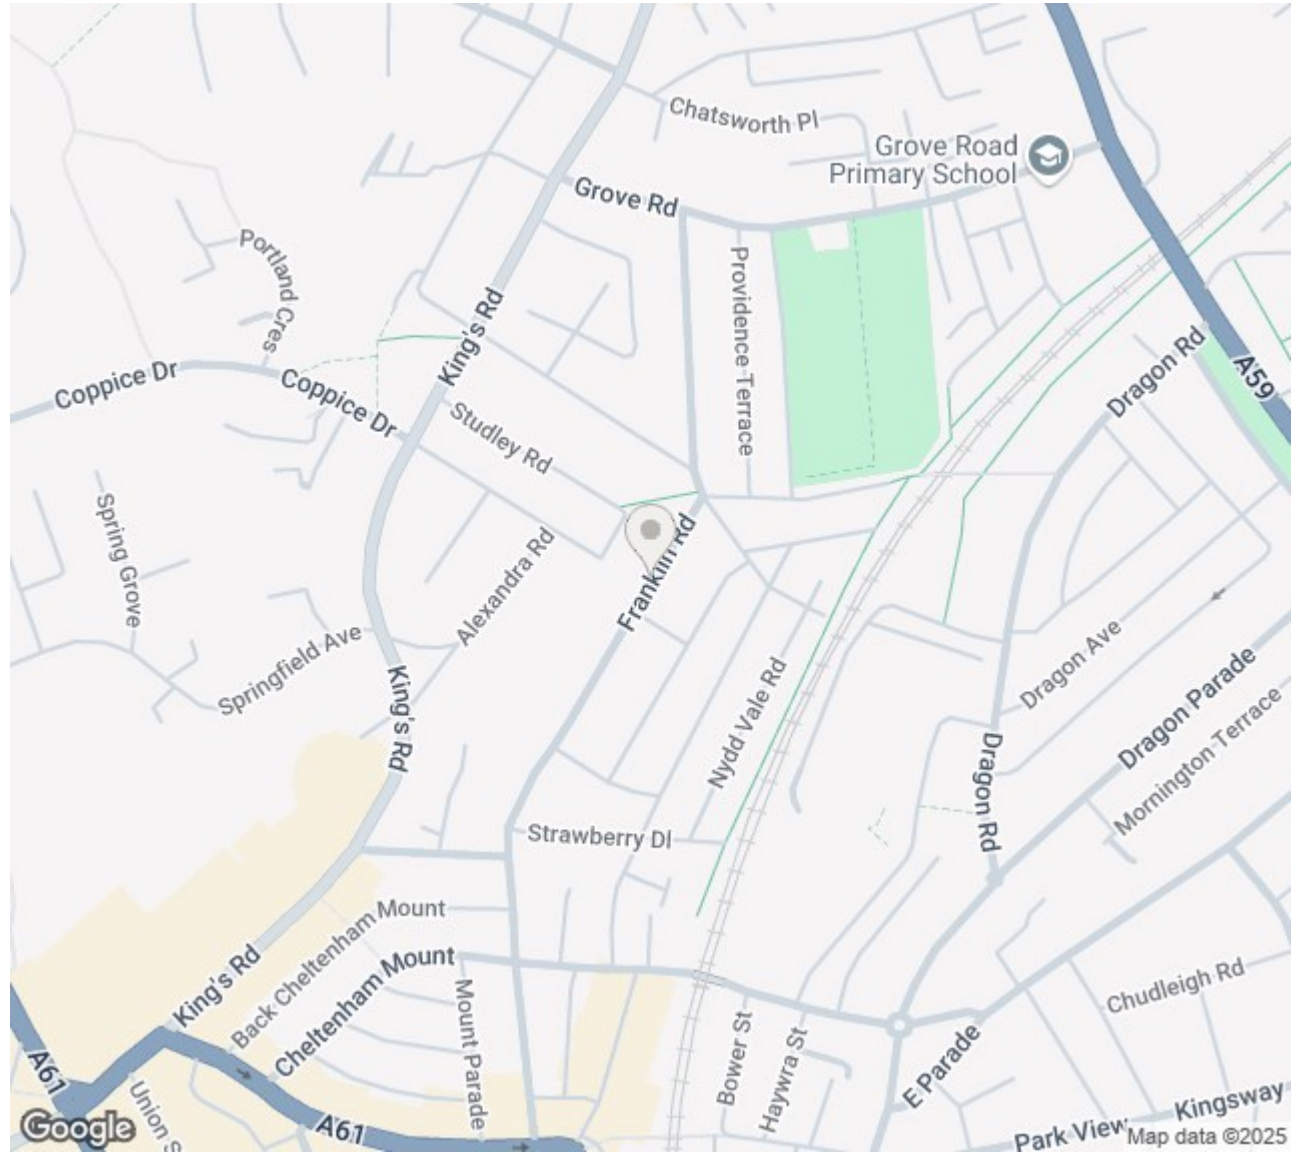 Chatsworth Pl
Grove Road
Primary School
Grove Rd
Portland Cres
Providence Terrace
King's Rd
Dragon Rd
A59
Coppice Dr
Coppice Dr
Studley Rd
Spring Grove
Alexandra Rd
Franklin Rd
Springfield Ave
King's Rd
Nydd Vale Rd
Dragon Ave
Dragon Parade
Mornington Terrace
Dragon Rd
Strawberry Dl
Back Cheltenham Mount
King's Rd
Cheltenham Mount
Mount Parade
Chudleigh Rd
Bower St
Haywra St
E Parade
A61
Union S
A61
Kingsway
Park View
Google
Map data ©2025